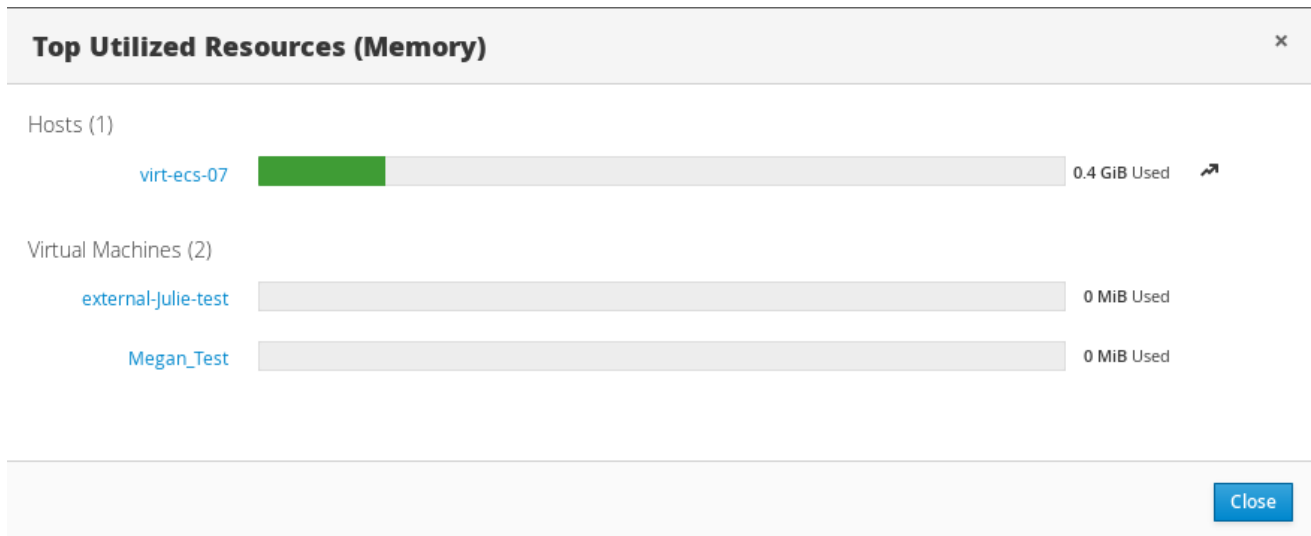 Top Utilized Resources (Memory) ×
Hosts (1)
virt-ecs-07 0.4 GiB Used
Virtual Machines (2)
external-Julie-test 0 MiB Used
Megan_Test 0 MiB Used
Close